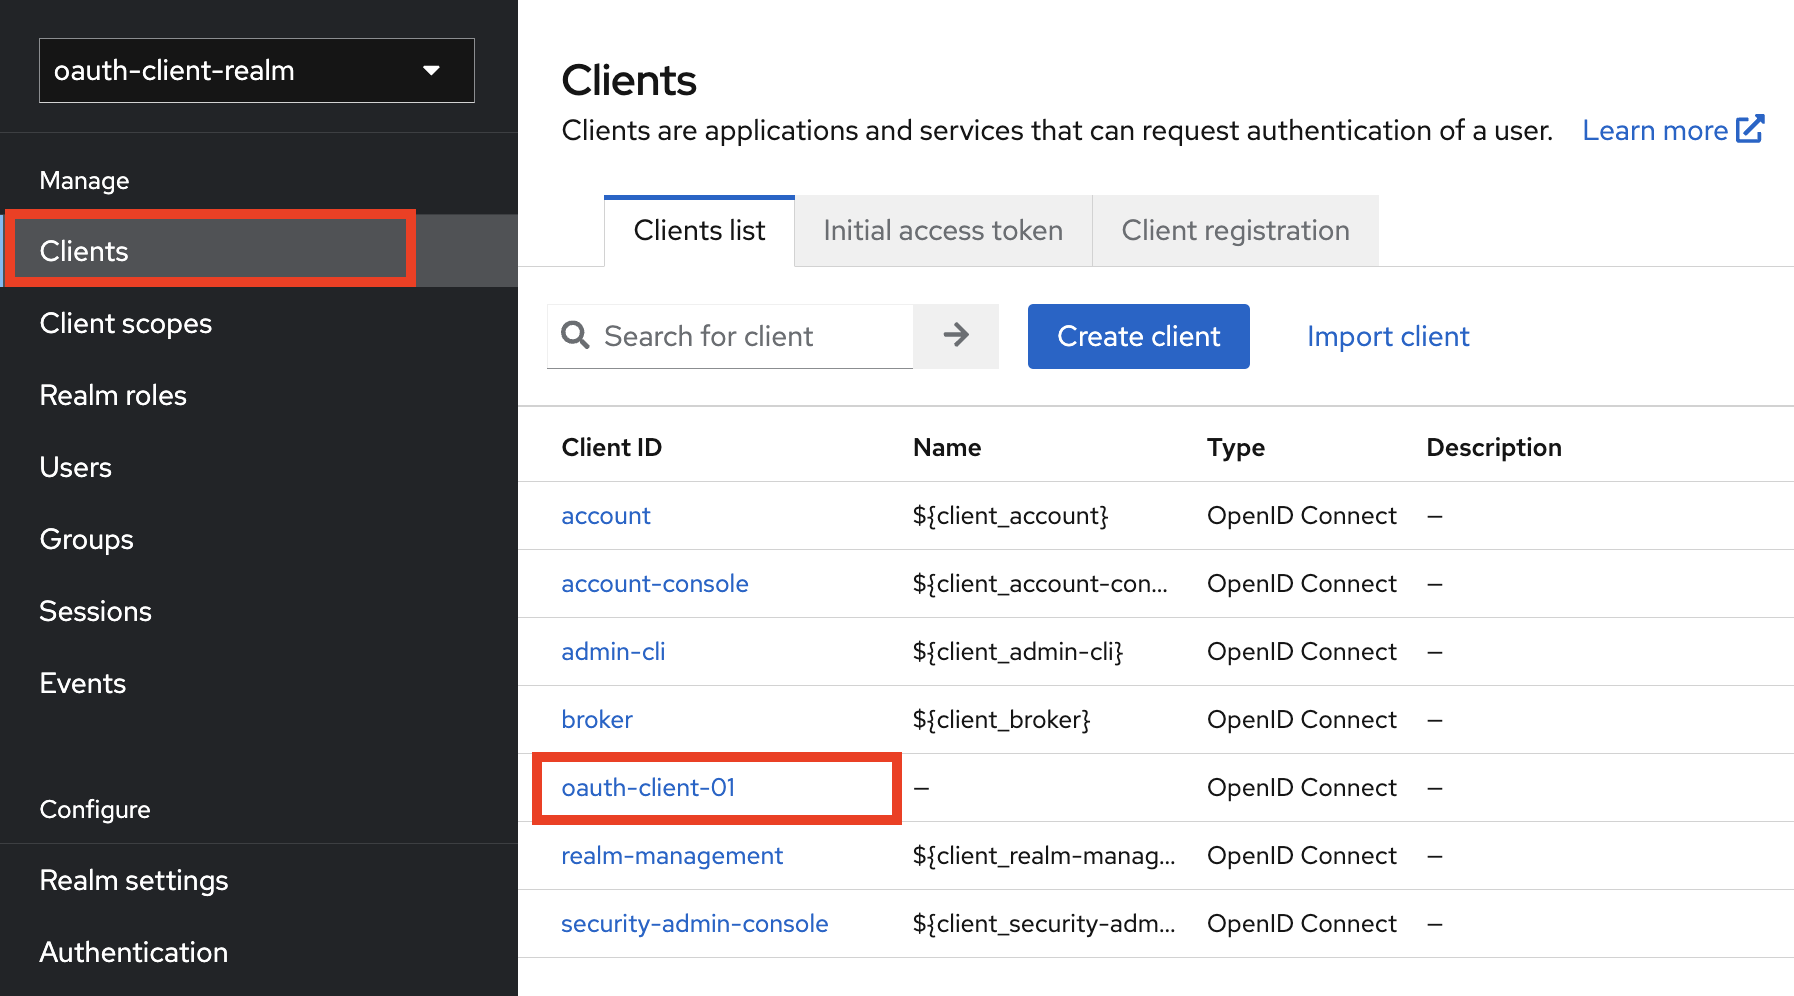 oauth-client-realm
Manage
Clients
Client scopes
Realm roles
Users
Groups
Sessions
Events
Configure
Realm settings
Authentication
Clients
Clients are applications and services that can request authentication of a user. Learn more
Clients list Initial access token Client registration
Search for client Create client Import client
Client ID Name Type Description
account ${client_account} OpenID Connect –
account-console ${client_account-con... OpenID Connect –
admin-cli ${client_admin-cli} OpenID Connect –
broker ${client_broker} OpenID Connect –
oauth-client-01 – OpenID Connect –
realm-management ${client_realm-manag... OpenID Connect –
security-admin-console ${client_security-adm... OpenID Connect –